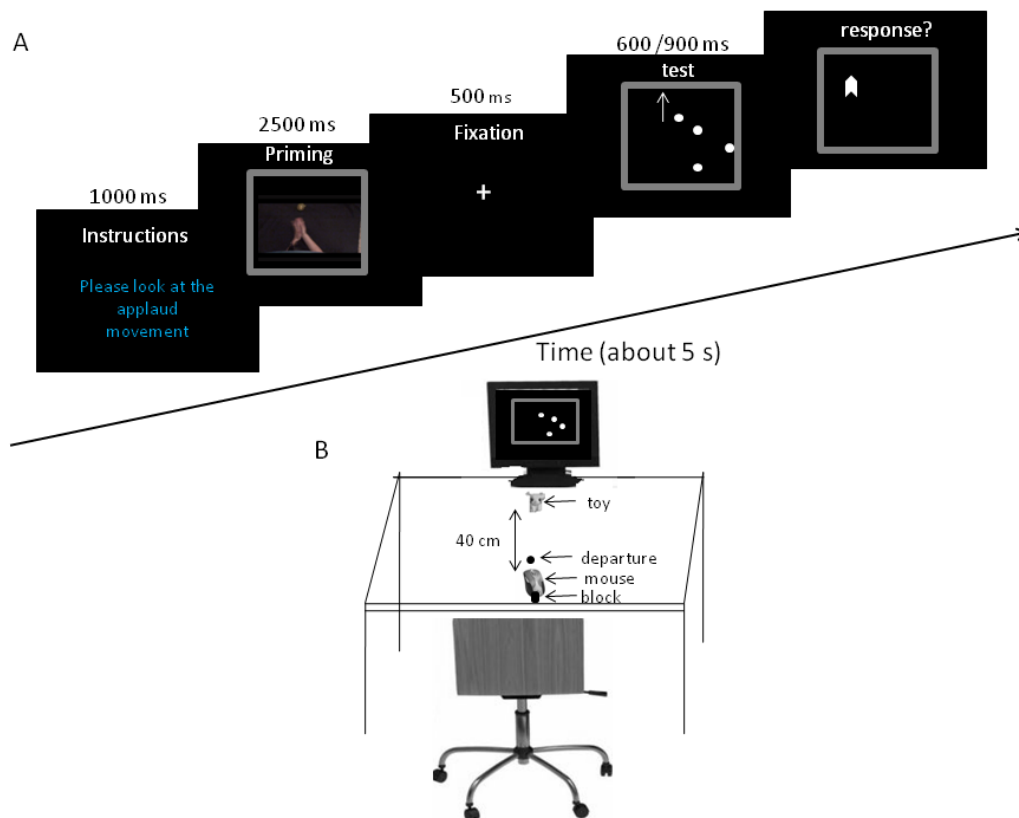 A
1000 ms
Instructions
Please look at the
applaud
movement
2500 ms
Priming
500 ms
Fixation
+
600 /900 ms
test
response?
Time (about 5 s)
B
toy
40 cm
departure
mouse
block